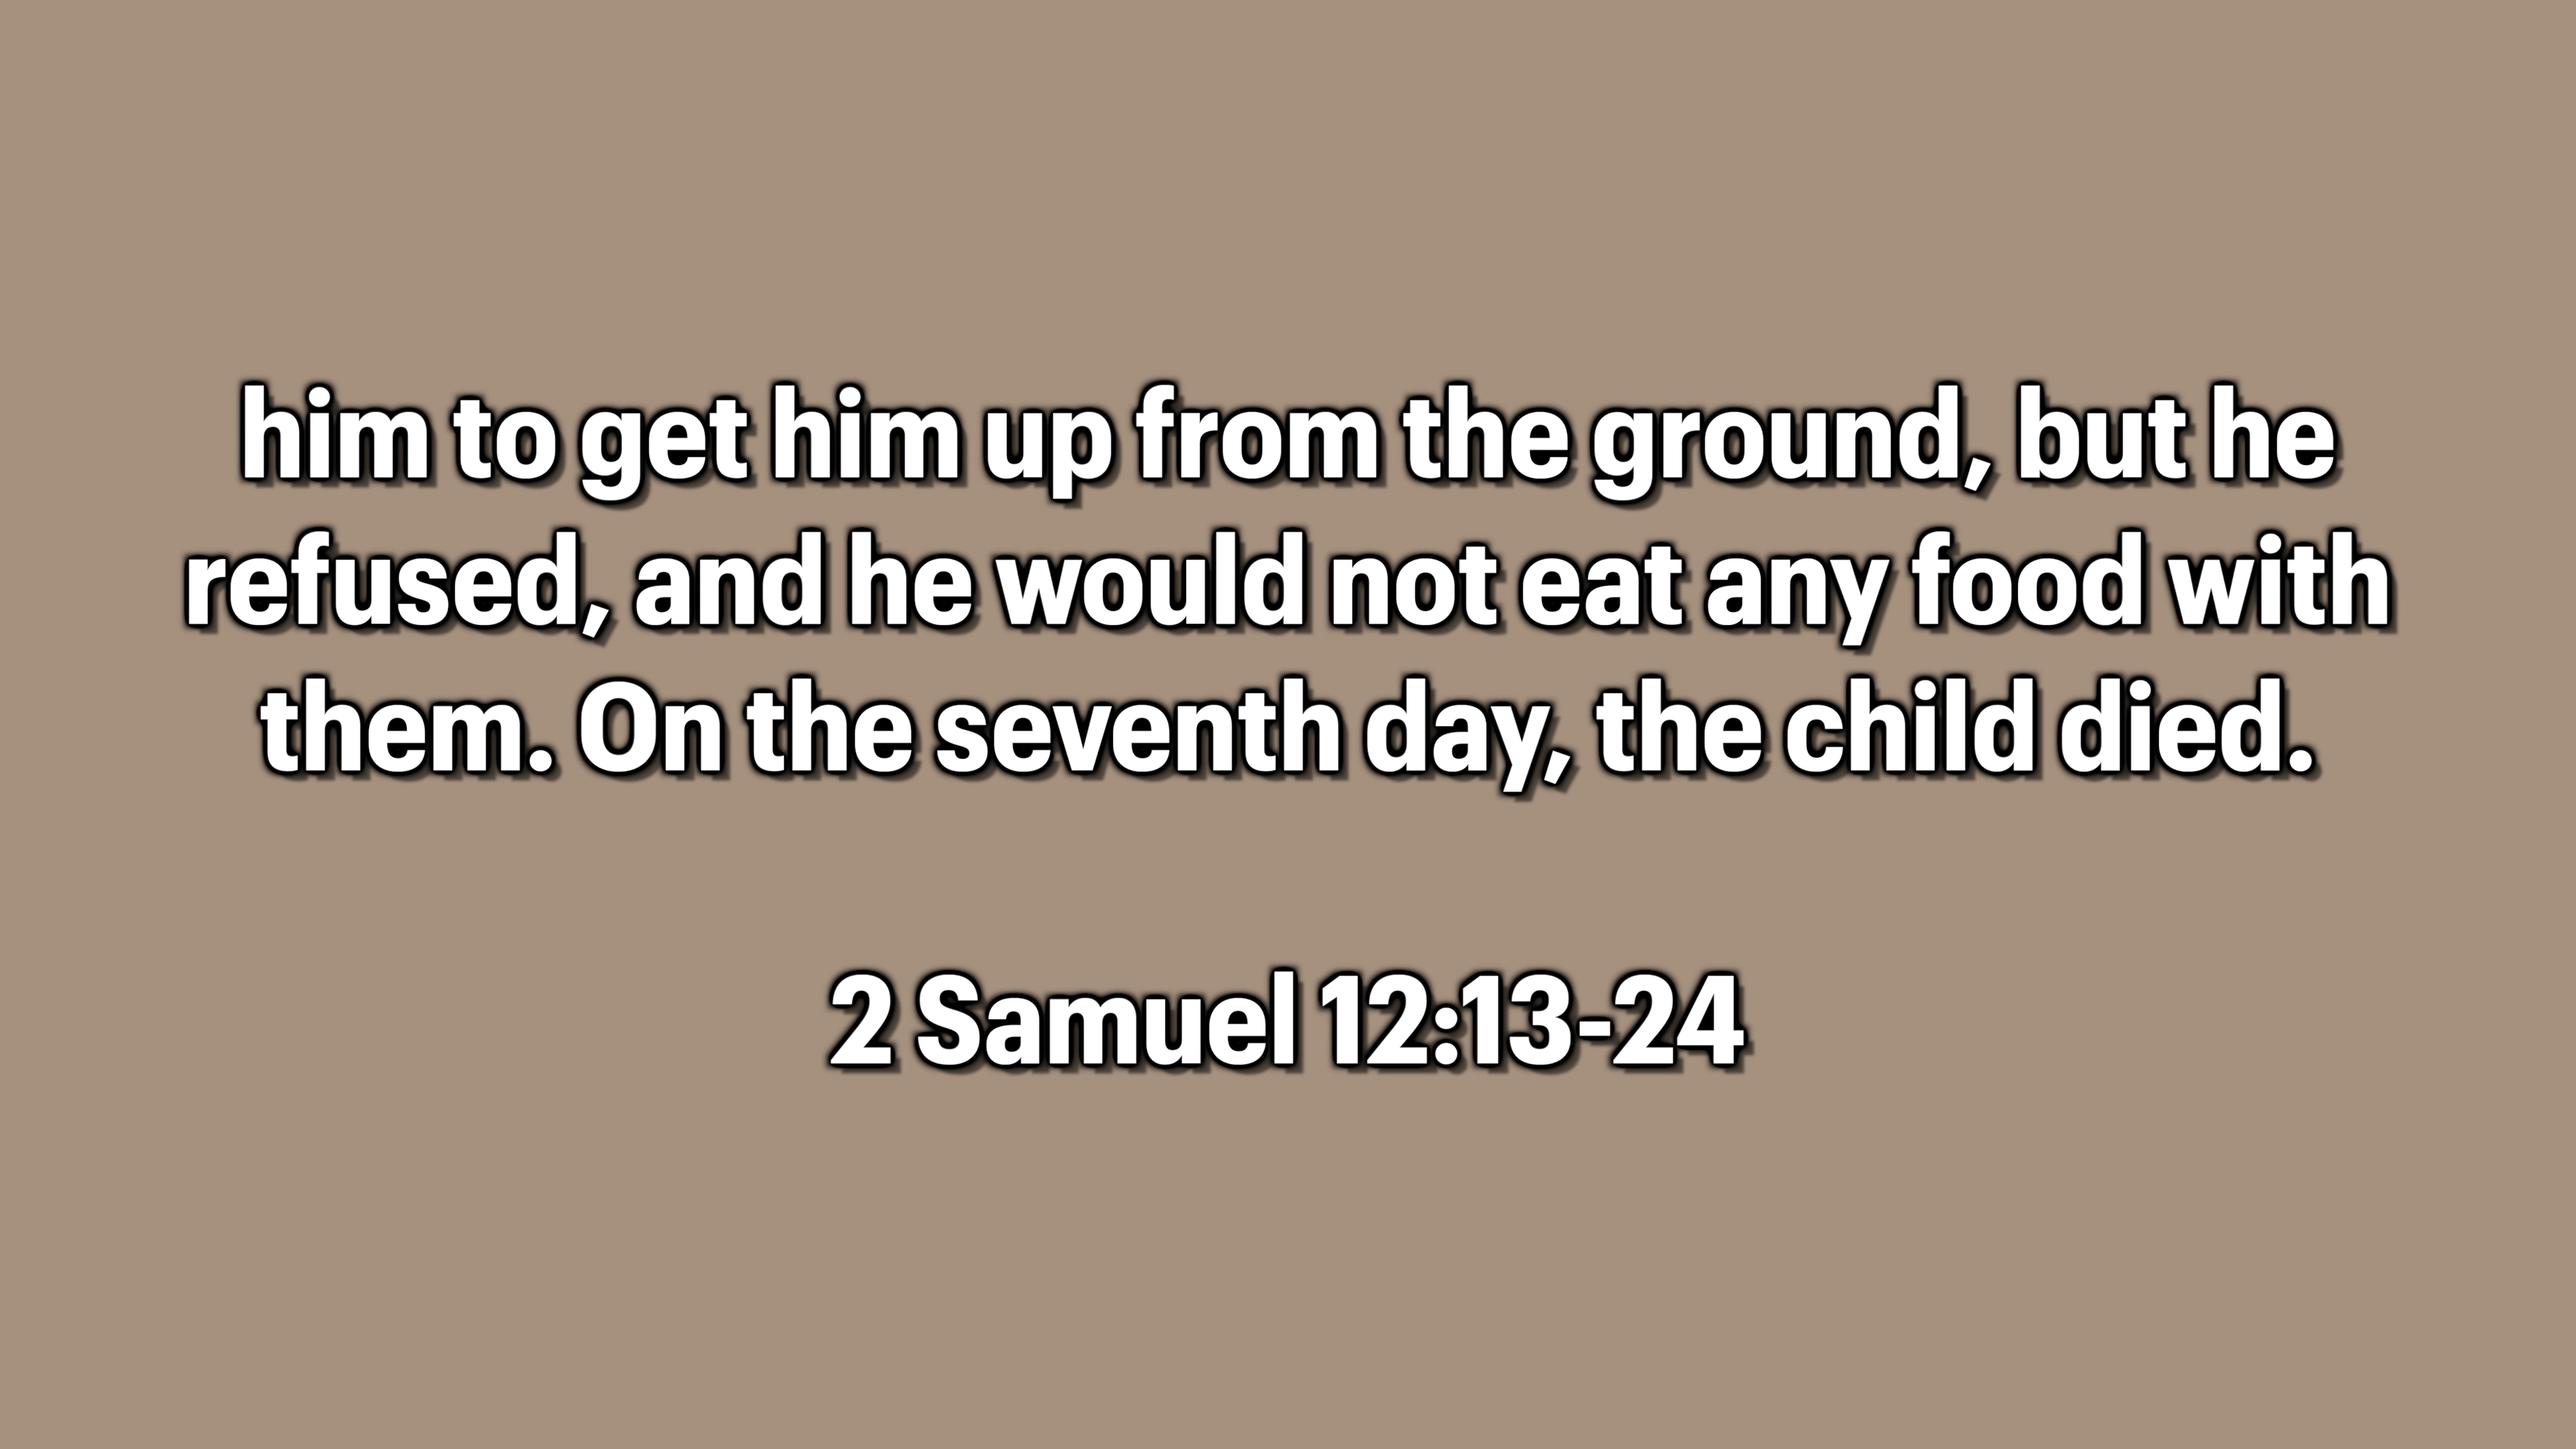 him to get him up from the ground, but he
refused, and he would not eat any food with
them. On the seventh day, the child died.
2 Samuel 12:13-24